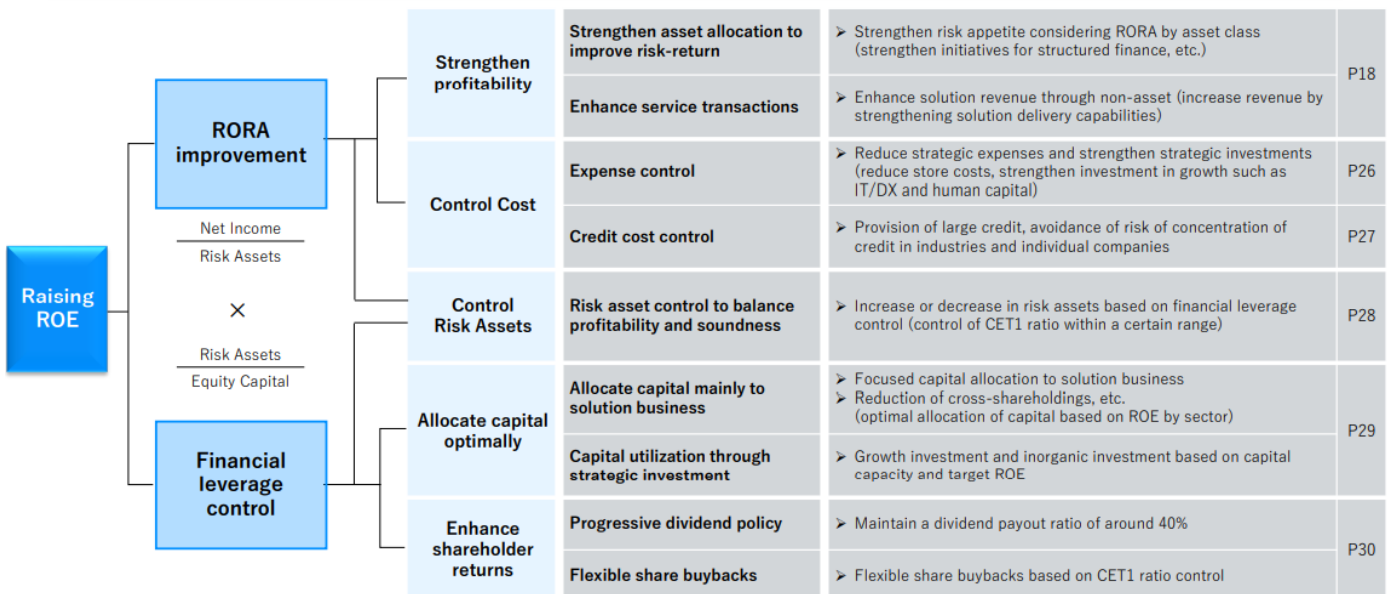 Raising
ROE
RORA
improvement
Net Income
Risk Assets
×
Risk Assets
Equity Capital
Financial
leverage
control
Strengthen
profitability
Strengthen asset allocation to
improve risk-return
➢ Strengthen risk appetite considering RORA by asset class
(strengthen initiatives for structured finance, etc.)
P18
Enhance service transactions
➢ Enhance solution revenue through non-asset (increase revenue by
strengthening solution delivery capabilities)
Control Cost
Expense control
➢ Reduce strategic expenses and strengthen strategic investments
(reduce store costs, strengthen investment in growth such as
IT/DX and human capital)
P26
Credit cost control
➢ Provision of large credit, avoidance of risk of concentration of
credit in industries and individual companies
P27
Control
Risk Assets
Risk asset control to balance
profitability and soundness
➢ Increase or decrease in risk assets based on financial leverage
control (control of CET1 ratio within a certain range)
P28
Allocate capital
optimally
Allocate capital mainly to
solution business
➢ Focused capital allocation to solution business
➢ Reduction of cross-shareholdings, etc.
(optimal allocation of capital based on ROE by sector)
P29
Capital utilization through
strategic investment
➢ Growth investment and inorganic investment based on capital
capacity and target ROE
Enhance
shareholder
returns
Progressive dividend policy
➢ Maintain a dividend payout ratio of around 40%
P30
Flexible share buybacks
➢ Flexible share buybacks based on CET1 ratio control